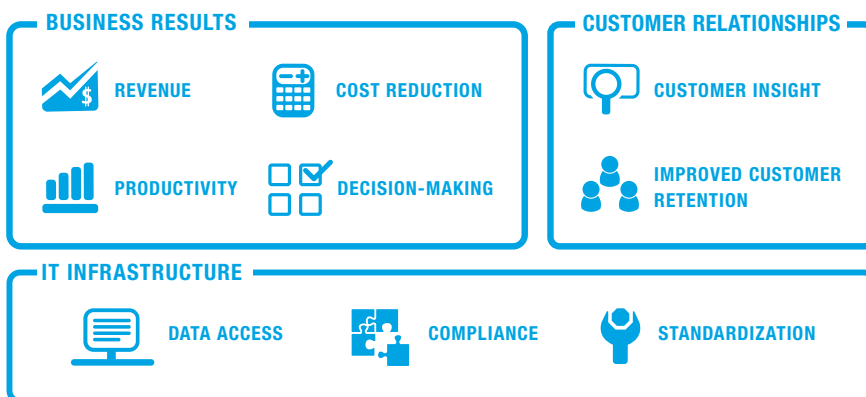 BUSINESS RESULTS
REVENUE
$
COST REDUCTION
PRODUCTIVITY
DECISION-MAKING
CUSTOMER RELATIONSHIPS
CUSTOMER INSIGHT
IMPROVED CUSTOMER
RETENTION
IT INFRASTRUCTURE
DATA ACCESS
COMPLIANCE
STANDARDIZATION